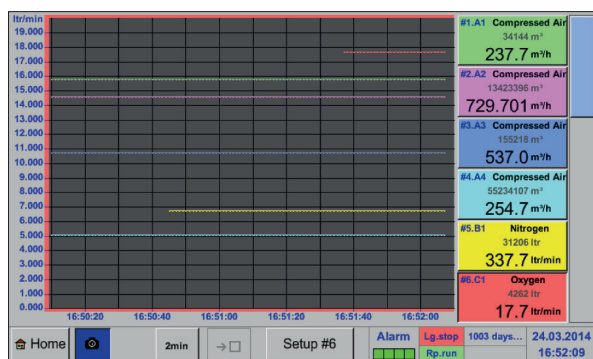 ltr/min
19.000
18.000
17.000
16.000
15.000
14.000
13.000
12.000
11.000
10.000
9.000
8.000
7.000
6.000
5.000
4.000
3.000
2.000
1.000
0.000
16:50:20 16:50:40 16:51:00 16:51:20 16:51:40 16:52:00
#1.A1 Compressed Air
34144 m³
237.7 m³/h
#2.A2 Compressed Air
13423396 m³
729.701 m³/h
#3.A3 Compressed Air
155218 m³
537.0 m³/h
#4.A4 Compressed Air
55234107 m³
254.7 m³/h
#5.B1 Nitrogen
31206 ltr
337.7 ltr/min
#6.C1 Oxygen
4262 ltr
17.7 ltr/min
Home 2min Setup #6 Alarm Lg.stop 1003 days... 24.03.2014
Rp.run 16:52:09